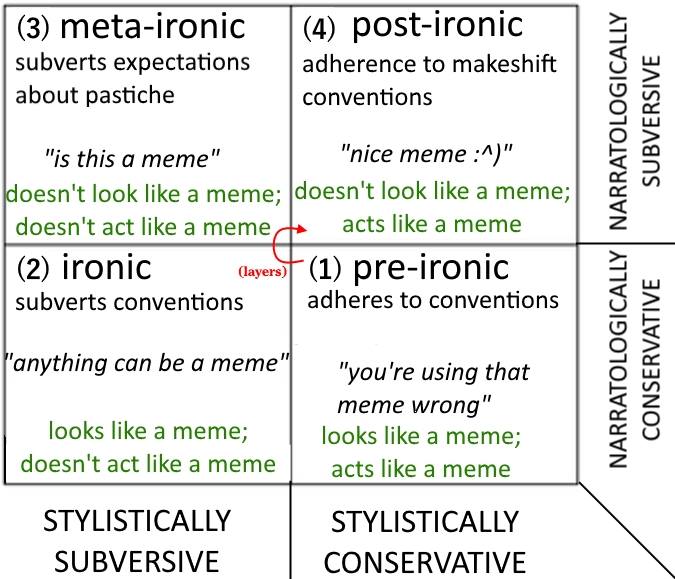 (3) meta-ironic
subverts expectations
about pastiche
"is this a meme"
doesn't look like a meme;
doesn't act like a meme
(4) post-ironic
adherence to makeshift
conventions
"nice meme :^)"
doesn't look like a meme;
acts like a meme
NARRATOLOGICALLY
SUBVERSIVE
(2) ironic
subverts conventions
"anything can be a meme"
looks like a meme;
doesn't act like a meme
(layers)
(1) pre-ironic
adheres to conventions
"you're using that
meme wrong"
looks like a meme;
acts like a meme
NARRATOLOGICALLY
CONSERVATIVE
STYLISTICALLY
SUBVERSIVE
STYLISTICALLY
CONSERVATIVE